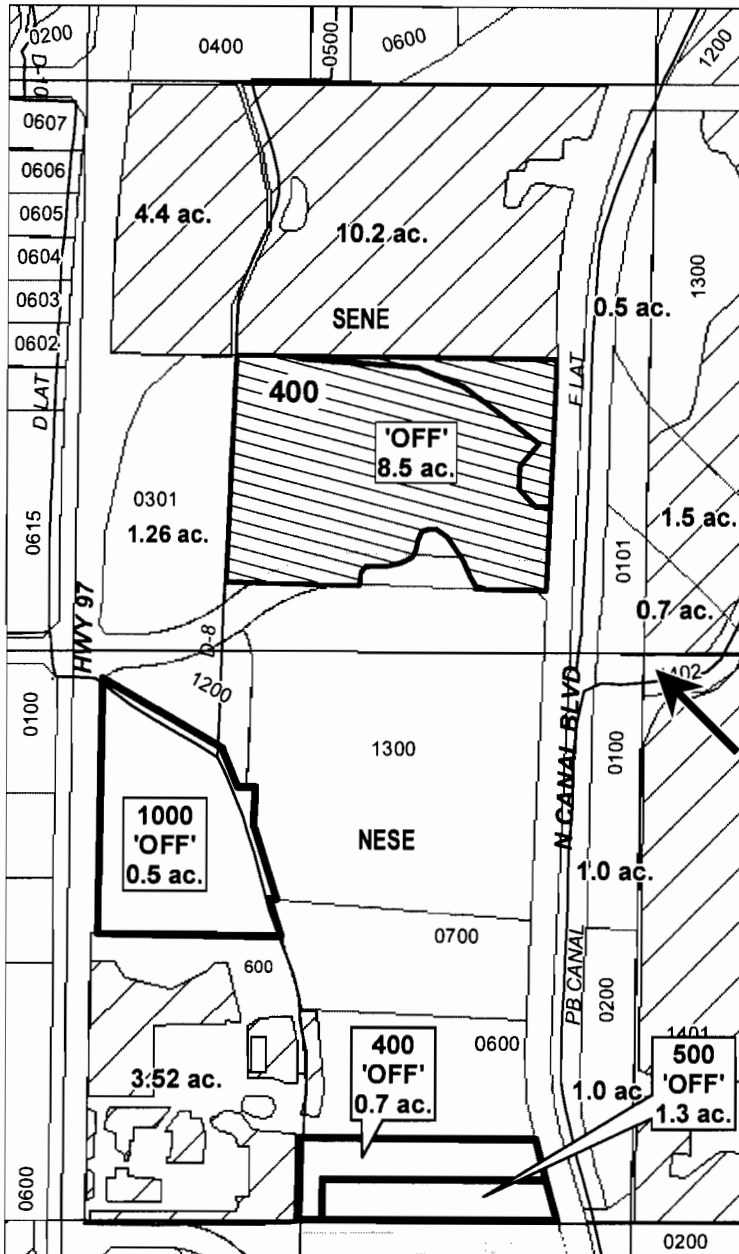 0200
D-10
0400
0500
0600
1200
0607
0606
0605
0604
0603
0602
D LAT
0615
4.4 ac.
10.2 ac.
SENE
0.5 ac.
1300
F LAT
400
'OFF'
8.5 ac.
0301
1.26 ac.
1.5 ac.
0101
0.7 ac.
HWY 97
D-8
1200
0100
1300
N CANAL BLVD
0100
1000
'OFF'
0.5 ac.
NESE
1.0 ac.
0700
600
PB CANAL
0200
3.52 ac.
400
'OFF'
0.7 ac.
0600
1.0 ac
1401
500
'OFF'
1.3 ac.
0600
0200